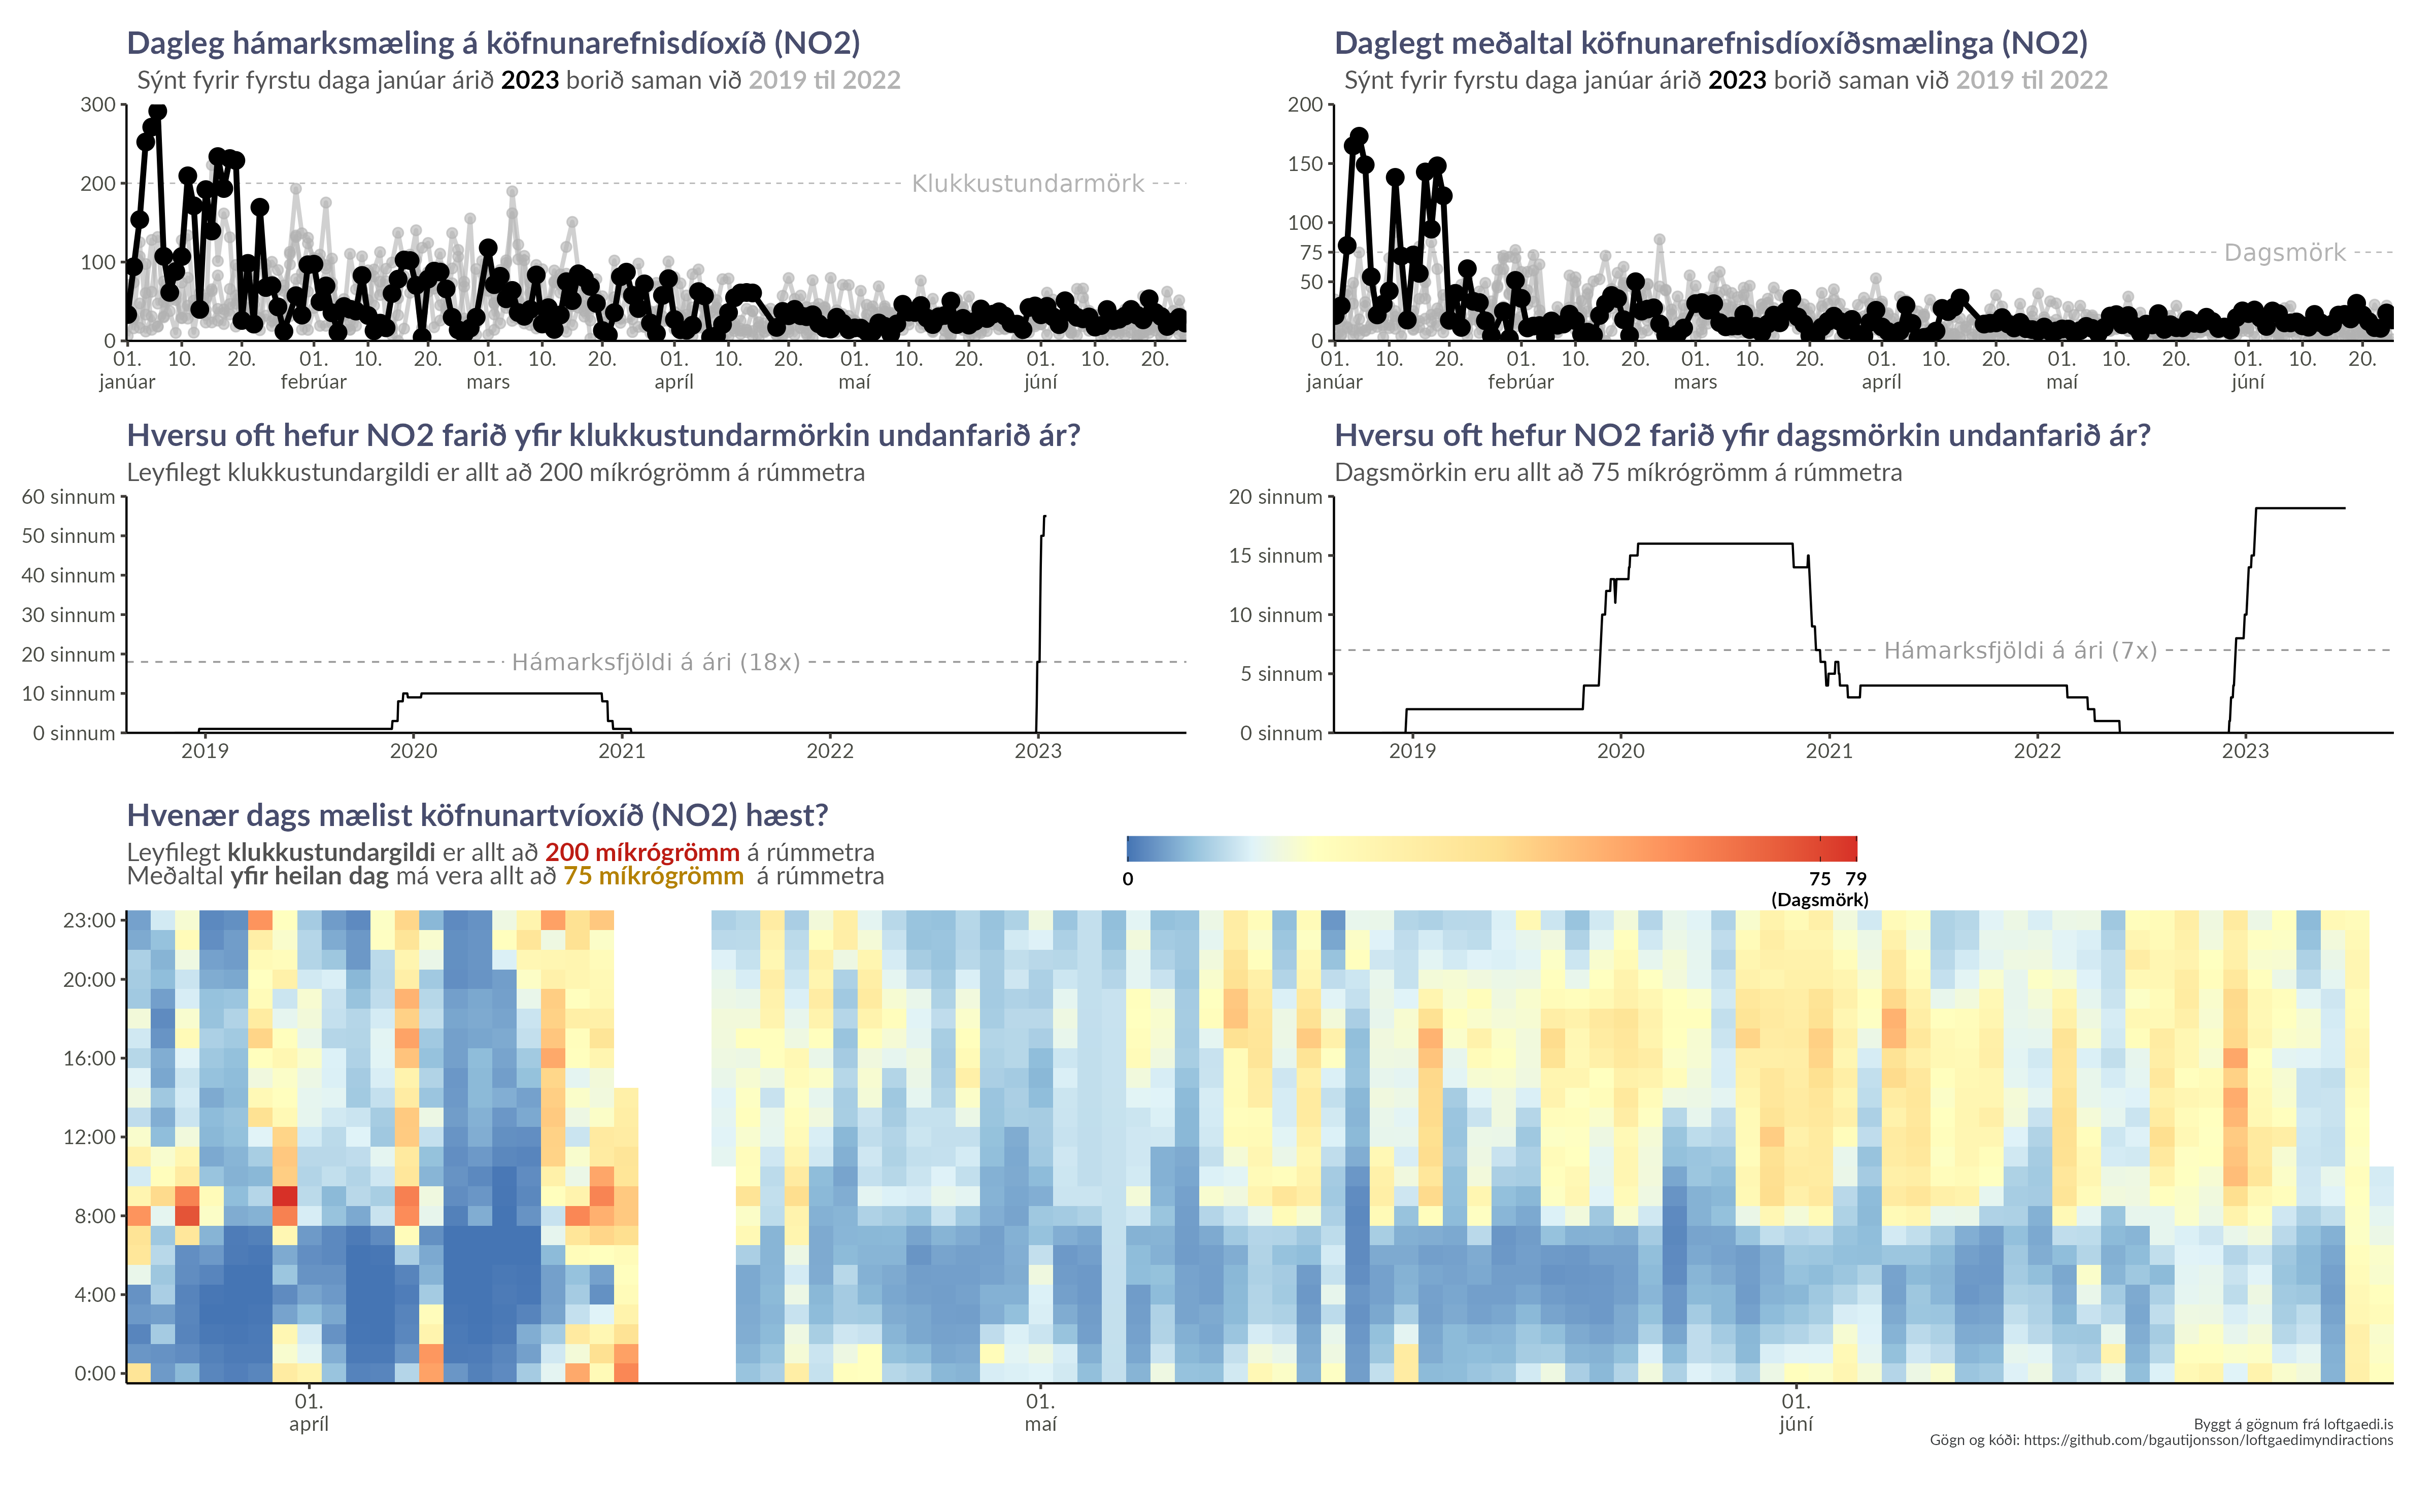 Dagleg hámarksmæling á köfnunarefnisdíoxíð (NO2)
Sýnt fyrir fyrstu daga janúar árið 2023 borið saman við 2019 til 2022
300
200
100
0
Klukkustundarmörk
01. 10. 20. 01. 10. 20. 01. 10. 20. 01. 10. 20. 01. 10. 20. 01. 10. 20.
janúar febrúar mars apríl maí júní
Daglegt meðaltal köfnunarefnisdíoxíðsmælinga (NO2)
Sýnt fyrir fyrstu daga janúar árið 2023 borið saman við 2019 til 2022
200
150
100
75
50
0
Dagsmörk
01. 10. 20. 01. 10. 20. 01. 10. 20. 01. 10. 20. 01. 10. 20. 01. 10. 20.
janúar febrúar mars apríl maí júní
Hversu oft hefur NO2 farið yfir klukkustundarmörkin undanfarið ár?
Leyfilegt klukkustundargildi er allt að 200 míkrógrömm á rúmmetra
60 sinnum
50 sinnum
40 sinnum
30 sinnum
20 sinnum
10 sinnum
0 sinnum
Hámarksfjöldi á ári (18x)
2019 2020 2021 2022 2023
Hversu oft hefur NO2 farið yfir dagsmörkin undanfarið ár?
Dagsmörkin eru allt að 75 míkrógrömm á rúmmetra
20 sinnum
15 sinnum
10 sinnum
5 sinnum
0 sinnum
Hámarksfjöldi á ári (7x)
2019 2020 2021 2022 2023
Hvenær dags mælist köfnunartvíoxíð (NO2) hæst?
Leyfilegt klukkustundargildi er allt að 200 míkrógrömm á rúmmetra
Meðaltal yfir heilan dag má vera allt að 75 míkrógrömm á rúmmetra
0 75 79
(Dagsmörk)
23:00
20:00
16:00
12:00
8:00
4:00
0:00
01. 01. 01.
apríl maí júní
Byggt á gögnum frá loftgaedi.is
Gögn og kóði: https://github.com/bgautijonsson/loftgaedimyndiractions